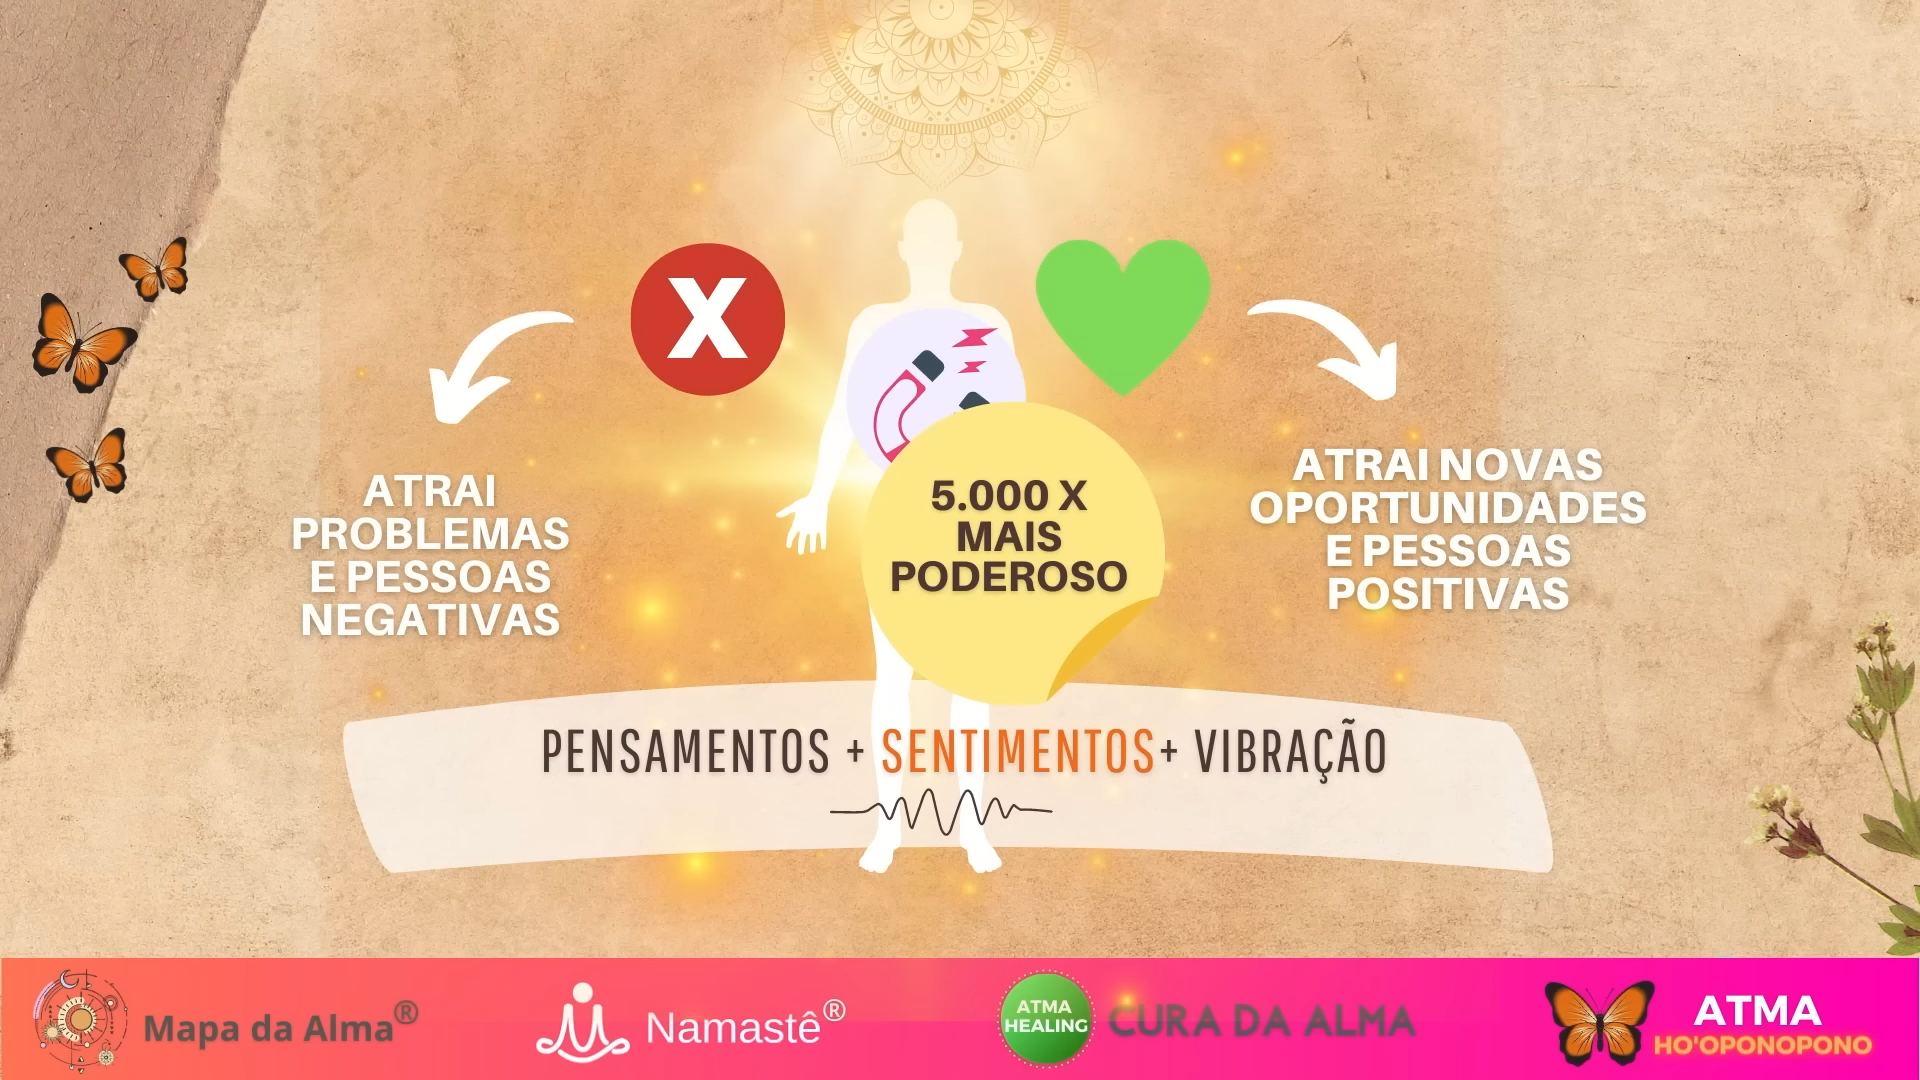 X
ATRAI
PROBLEMAS
E PESSOAS
NEGATIVAS
5.000 X
MAIS
PODEROSO
ATRAI NOVAS
OPORTUNIDADES
E PESSOAS
POSITIVAS
PENSAMENTOS + SENTIMENTOS+ VIBRAÇÃO
Mapa da Alma®
Namastê®
ATMA
HEALING
CURA DA ALMA
ATMA
HO'OPONOPONO